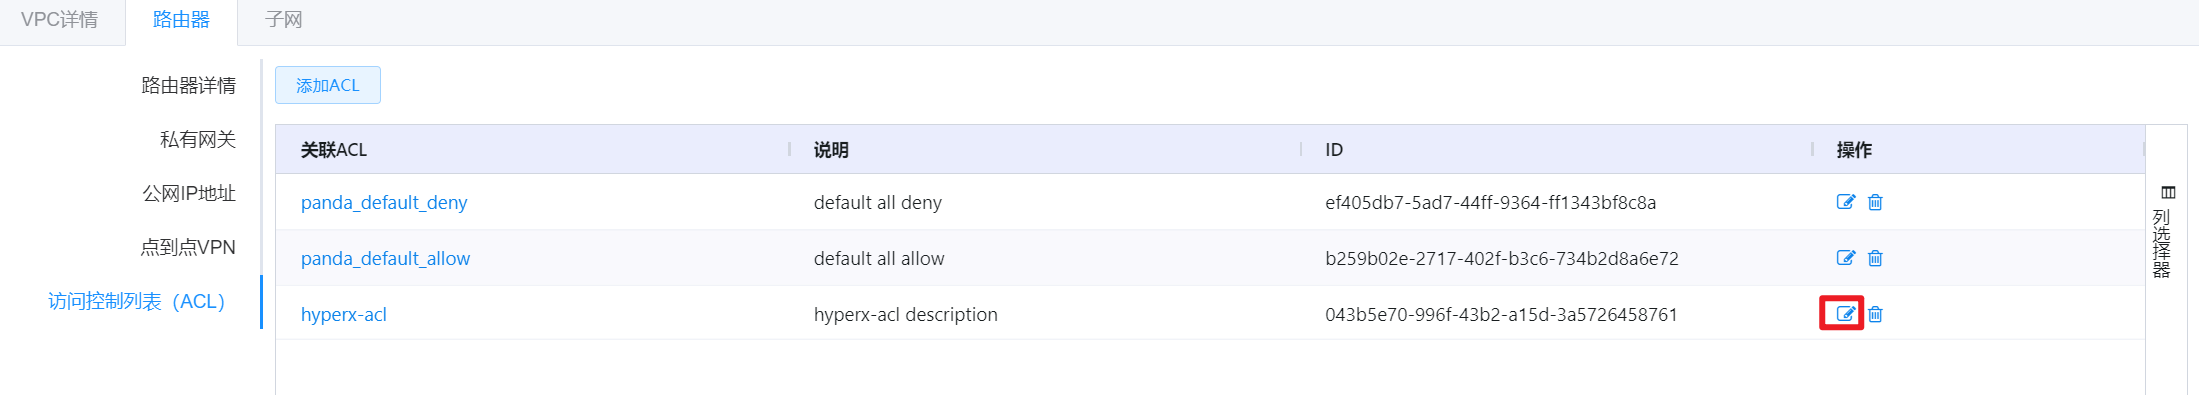 VPC详情 路由器 子网
路由器详情
私有网关
公网IP地址
点到点VPN
访问控制列表（ACL）
添加ACL
关联ACL 说明 ID 操作
panda_default_deny default all deny ef405db7-5ad7-44ff-9364-ff1343bf8c8a
panda_default_allow default all allow b259b02e-2717-402f-b3c6-734b2d8a6e72
hyperx-acl hyperx-acl description 043b5e70-996f-43b2-a15d-3a5726458761
列选择器